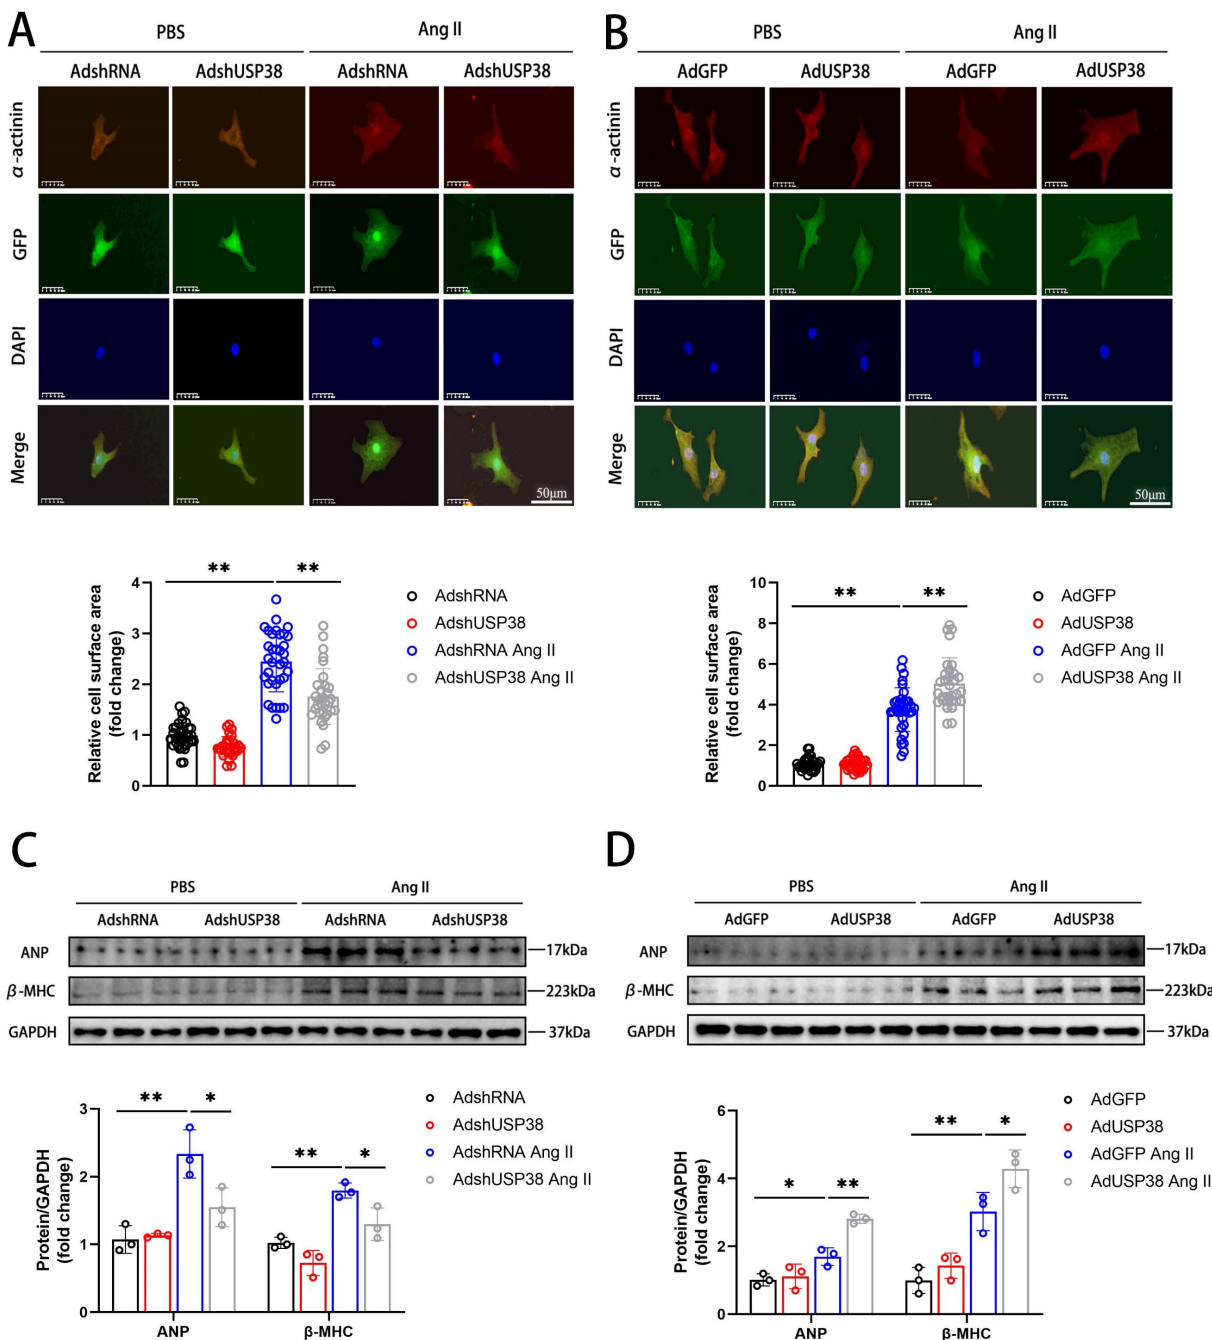 A
PBS
Ang II
AdshRNA
AdshUSP38
AdshRNA
AdshUSP38
α-actinin
GFP
DAPI
Merge
50μm
B
PBS
Ang II
AdGFP
AdUSP38
AdGFP
AdUSP38
α-actinin
GFP
DAPI
Merge
50μm
Relative cell surface area
(fold change)
4
3
2
1
0
**
**
AdshRNA
AdshUSP38
AdshRNA Ang II
AdshUSP38 Ang II
Relative cell surface area
(fold change)
10
8
6
4
2
0
**
**
AdGFP
AdUSP38
AdGFP Ang II
AdUSP38 Ang II
C
PBS
Ang II
AdshRNA
AdshUSP38
AdshRNA
AdshUSP38
ANP
17kDa
β-MHC
223kDa
GAPDH
37kDa
D
PBS
Ang II
AdGFP
AdUSP38
AdGFP
AdUSP38
ANP
17kDa
β-MHC
223kDa
GAPDH
37kDa
Protein/GAPDH
(fold change)
3
2
1
0
**
*
**
*
ANP
β-MHC
AdshRNA
AdshUSP38
AdshRNA Ang II
AdshUSP38 Ang II
Protein/GAPDH
(fold change)
6
4
2
0
*
**
**
*
ANP
β-MHC
AdGFP
AdUSP38
AdGFP Ang II
AdUSP38 Ang II